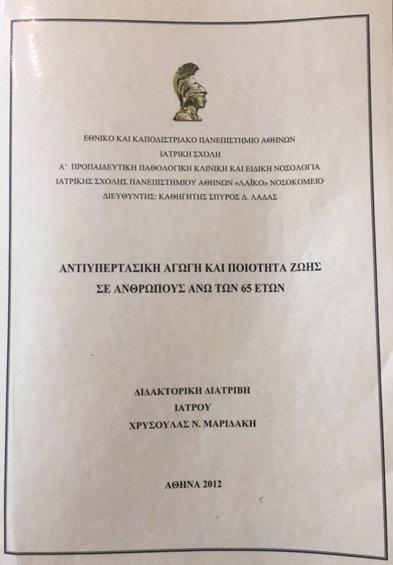 ΕΘΝΙΚΟ ΚΑΙ ΚΑΠΟΔΙΣΤΡΙΑΚΟ ΠΑΝΕΠΙΣΤΗΜΙΟ ΑΘΗΝΩΝ
ΙΑΤΡΙΚΗ ΣΧΟΛΗ
Α' ΠΡΟΠΑΙΔΕΥΤΙΚΗ ΠΑΘΟΛΟΓΙΚΗ ΚΛΙΝΙΚΗ ΚΑΙ ΕΙΔΙΚΗ ΝΟΣΟΛΟΓΙΑ
ΙΑΤΡΙΚΗΣ ΣΧΟΛΗΣ ΠΑΝΕΠΙΣΤΗΜΙΟΥ ΑΘΗΝΩΝ «ΛΑΪΚΟ» ΝΟΣΟΚΟΜΕΙΟ
ΔΙΕΥΘΥΝΤΗΣ: ΚΑΘΗΓΗΤΗΣ ΣΠΥΡΟΣ Δ. ΛΑΔΑΣ
ΑΝΤΙΥΠΕΡΤΑΣΙΚΗ ΑΓΩΓΗ ΚΑΙ ΠΟΙΟΤΗΤΑ ΖΩΗΣ
ΣΕ ΑΝΘΡΩΠΟΥΣ ΑΝΩ ΤΩΝ 65 ΕΤΩΝ
ΔΙΔΑΚΤΟΡΙΚΗ ΔΙΑΤΡΙΒΗ
ΙΑΤΡΟΥ
ΧΡΥΣΟΥΛΑΣ Ν. ΜΑΡΙΔΑΚΗ
ΑΘΗΝΑ 2012